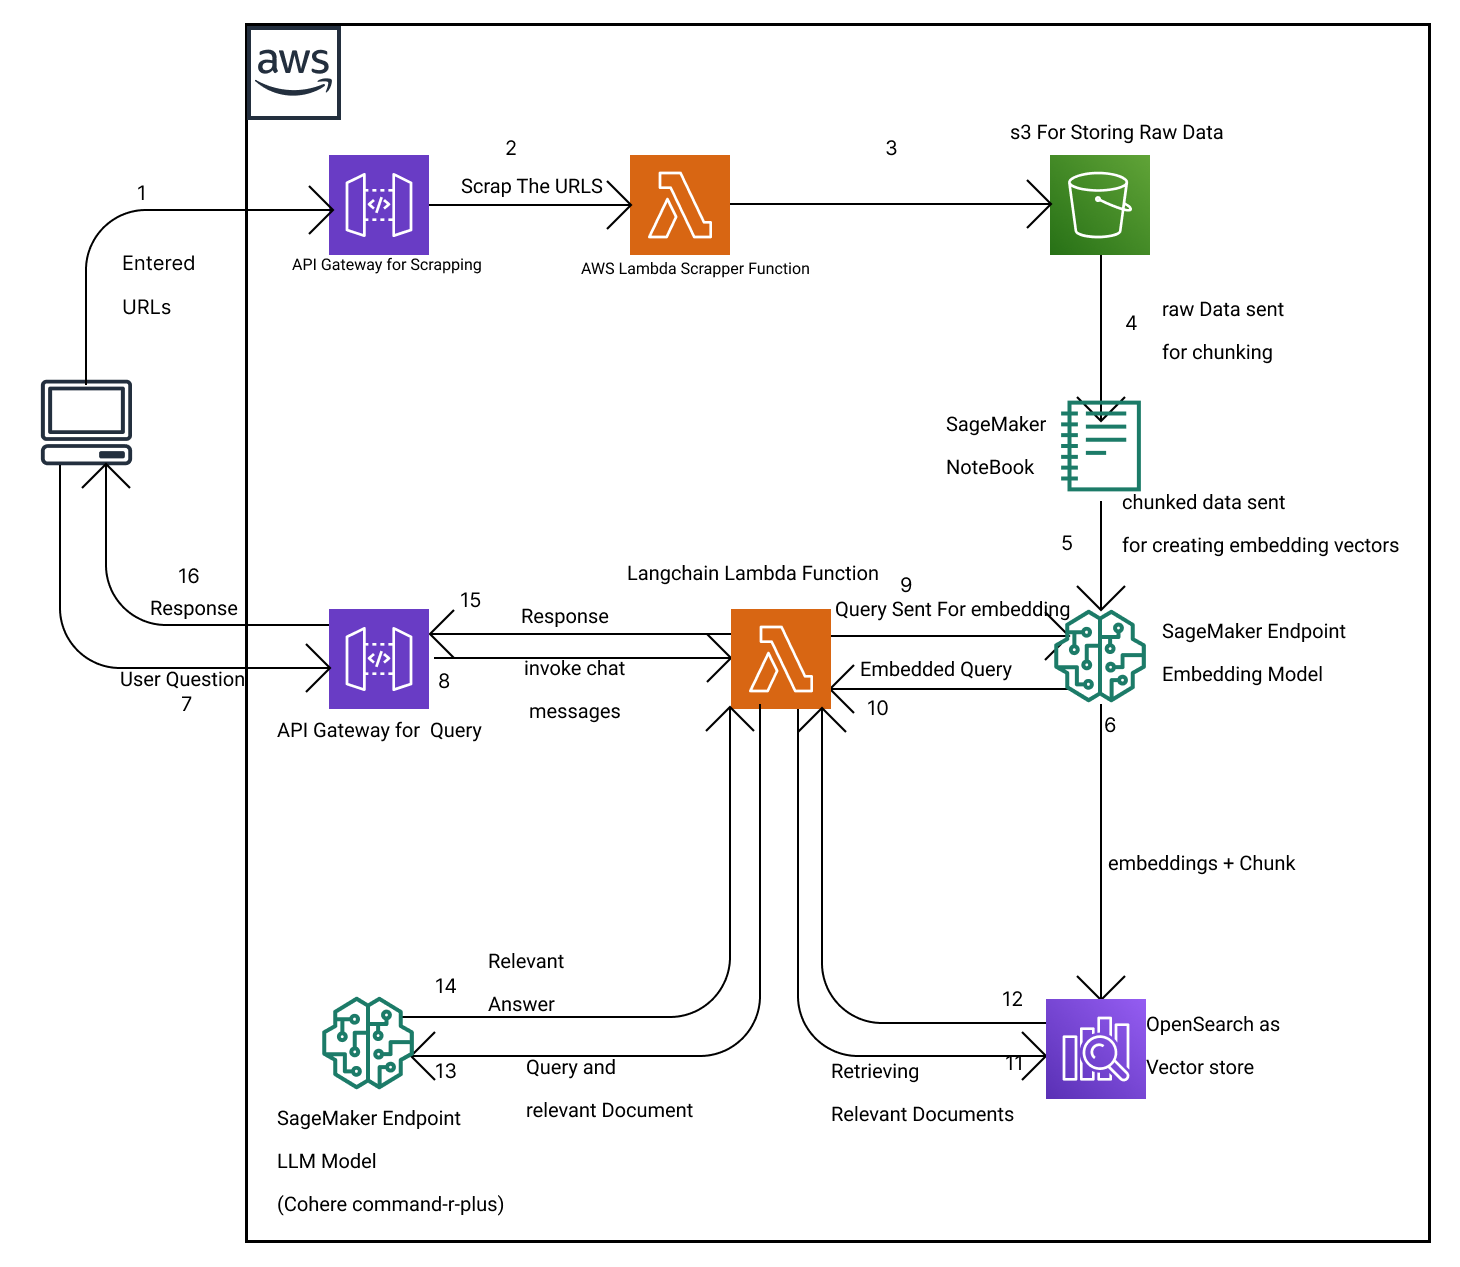 aws
s3 For Storing Raw Data
1
2
3
Scrap The URLS
API Gateway for Scrapping
AWS Lambda Scrapper Function
Entered
URLs
4
raw Data sent
for chunking
SageMaker
NoteBook
chunked data sent
5
for creating embedding vectors
Langchain Lambda Function
9
16
15
Response
Response
Query Sent For embedding
SageMaker Endpoint
Embedding Model
User Question
7
8
invoke chat
messages
Embedded Query
10
6
API Gateway for  Query
embeddings + Chunk
14
Relevant
Answer
12
OpenSearch as
Vector store
13
Query and
relevant Document
11
Retrieving
Relevant Documents
SageMaker Endpoint
LLM Model
(Cohere command-r-plus)